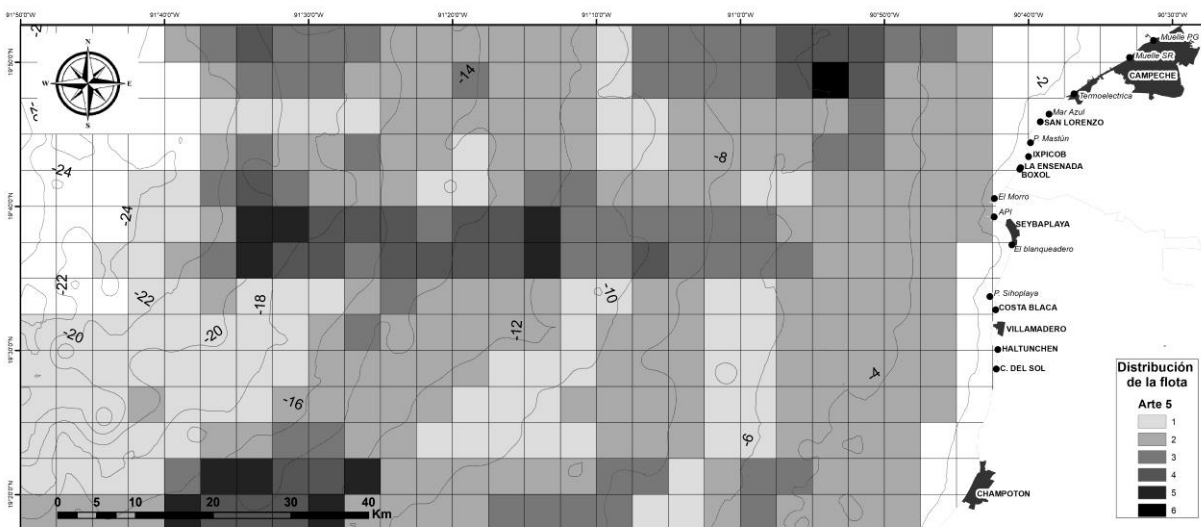 91°50'0"W 91°40'0"W 91°30'0"W 91°20'0"W 91°10'0"W 91°0'0"W 90°50'0"W 90°40'0"W 90°30'0"W
19°50'0"N
19°40'0"N
19°30'0"N
19°20'0"N
N
W E
S
-14
-2
-8
-24
-24
-22
-22
-18
-10
-20
-20
-12
-16
-4
-6
Muelle PG
Muelle SR
CAMPECHE
Termoelectrica
Mar Azul
SAN LORENZO
P. Mastún
IXPICOB
LA ENSENADA
BOXOL
El Morro
API
SEYBAPLAYA
El blanqueadero
P. Sihoplaya
COSTA BLACA
VILLAMADERO
HALTUNCHEN
C. DEL SOL
CHAMPOTON
Distribución
de la flota
Arte 5
1
2
3
4
5
6
0 5 10 20 30 40
Km